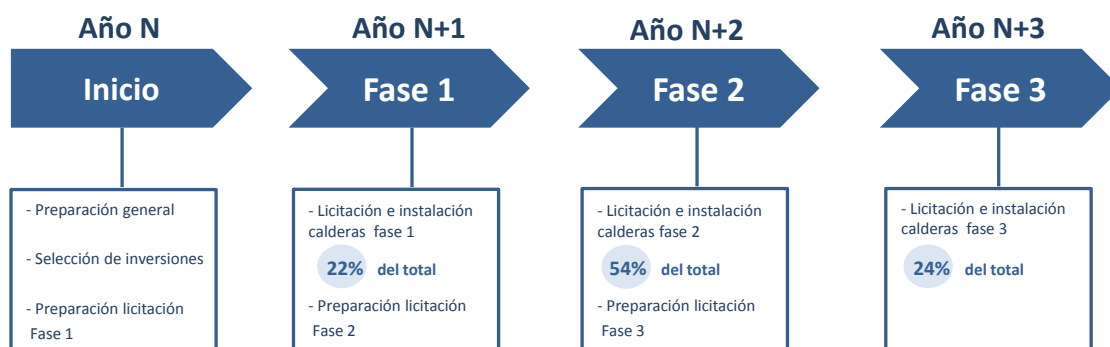 Año N
Inicio
- Preparación general
- Selección de inversiones
- Preparación licitación
Fase 1
Año N+1
Fase 1
- Licitación e instalación
calderas fase 1
22% del total
- Preparación licitación
Fase 2
Año N+2
Fase 2
- Licitación e instalación
calderas fase 2
54% del total
- Preparación licitación
Fase 3
Año N+3
Fase 3
- Licitación e instalación
calderas fase 3
24% del total